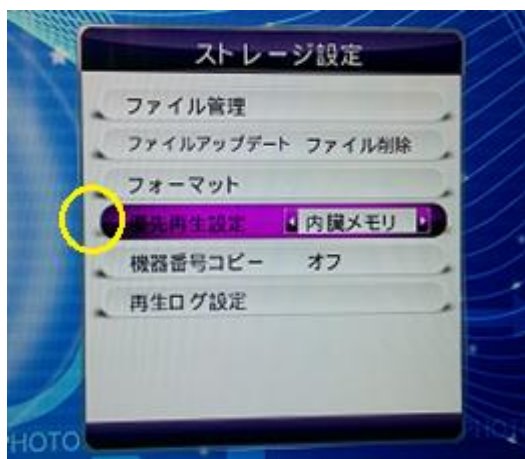 ストレージ設定
ファイル管理
ファイルアップデート ファイル削除
フォーマット
優先再生設定 内臓メモリ
機器番号コピー オフ
再生ログ設定
HOTO